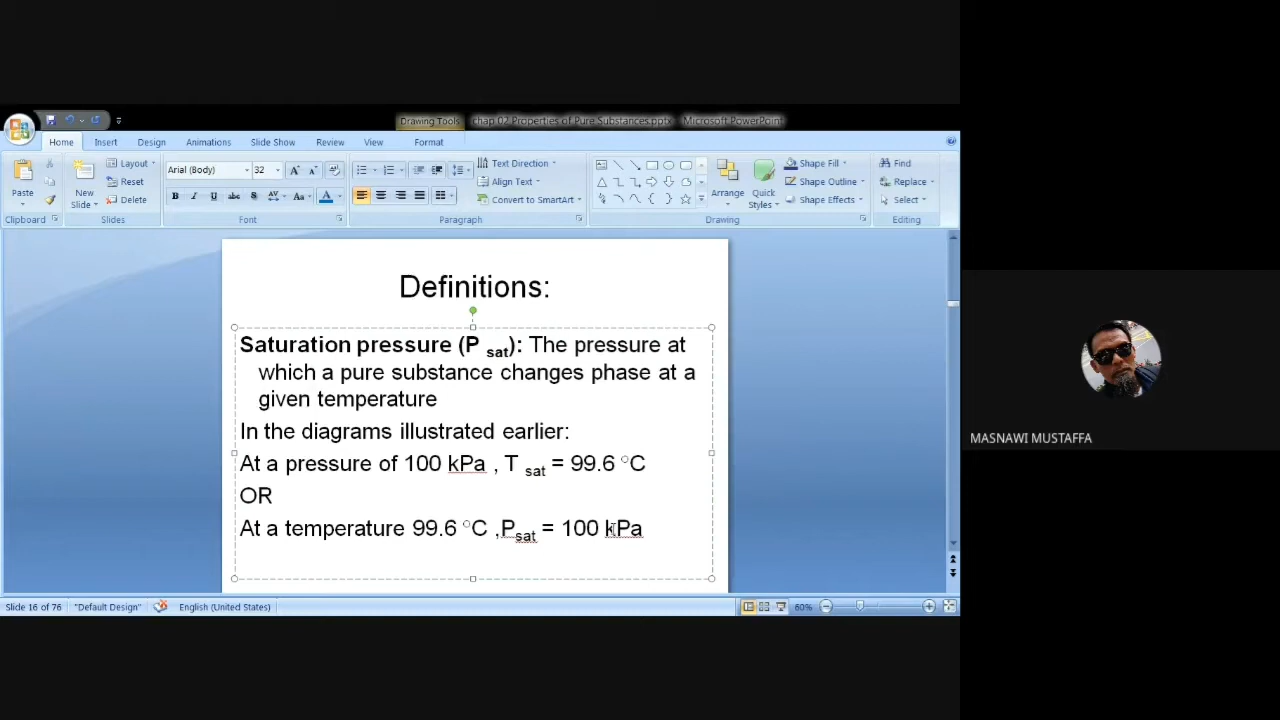 Drawing Tools chap 02 Properties of Pure Substances.pptx - Microsoft PowerPoint
Home Insert Design Animations Slide Show Review View Format
Layout Arial (Body) 32 Text Direction Shape Fill Find
Reset Align Text Shape Outline Replace
Paste New Slide Delete B I U abc S AV Aa A Convert to SmartArt Arrange Quick Styles Shape Effects Select
Clipboard Slides Font Paragraph Drawing Editing
Definitions:
Saturation pressure (P sat): The pressure at
which a pure substance changes phase at a
given temperature
In the diagrams illustrated earlier:
At a pressure of 100 kPa , T sat = 99.6 °C
OR
At a temperature 99.6 °C ,Psat = 100 kPa
MASNAWI MUSTAFFA
Slide 16 of 76 "Default Design" English (United States) 60%